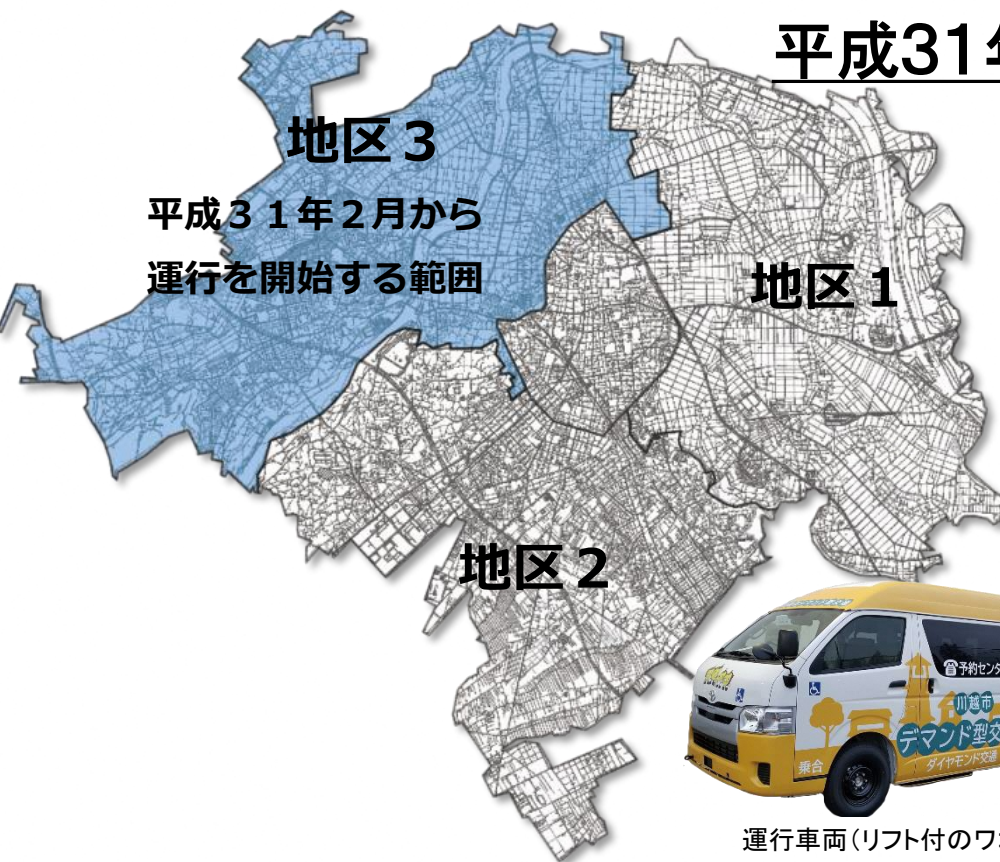 平成31年
地区３
平成３１年２月から
運行を開始する範囲
地区１
地区２
予約センタ
川越市
デマンド型交
ダイヤモンド交通
乗合
運行車両（リフト付のワ